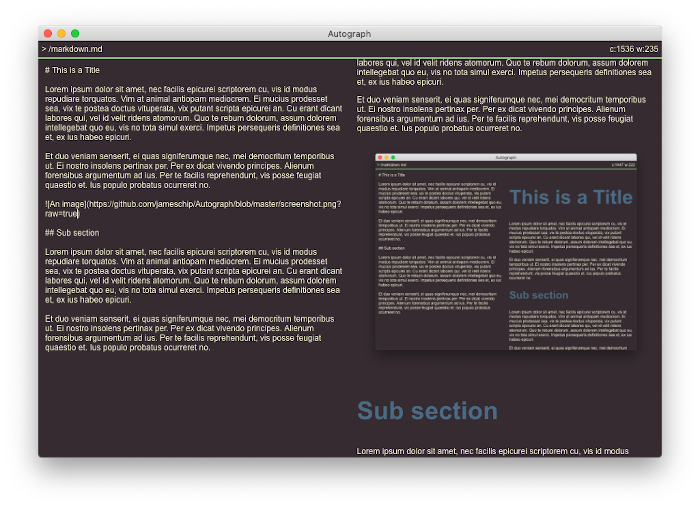 Autograph
> /markdown.md
c:1536 w:235
# This is a Title
Lorem ipsum dolor sit amet, nec facilis epicurei scriptorem cu, vis id modus
repudiare torquatos. Vim at animal antiopam mediocrem. Ei mucius prodesset
sea, vix te postea doctus vituperata, vix putant scripta epicurei an. Cu erant dicant
labores qui, vel id velit ridens atomorum. Quo te rebum dolorum, assum dolorem
intellegebat quo eu, vis no tota simul exerci. Impetus persequeris definitiones sea
et, ex ius habeo epicuri.
Et duo veniam senserit, ei quas signiferumque nec, mei democritum temporibus
ut. Ei nostro insolens pertinax per. Per ex dicat vivendo principes. Alienum
forensibus argumentum ad ius. Per te facilis reprehendunt, vis posse feugiat
quaestio et. Ius populo probatus ocurreret no.
![An image](https://github.com/jameschip/Autograph/blob/master/screenshot.png?
raw=true)
## Sub section
Lorem ipsum dolor sit amet, nec facilis epicurei scriptorem cu, vis id modus
repudiare torquatos. Vim at animal antiopam mediocrem. Ei mucius prodesset
sea, vix te postea doctus vituperata, vix putant scripta epicurei an. Cu erant dicant
labores qui, vel id velit ridens atomorum. Quo te rebum dolorum, assum dolorem
intellegebat quo eu, vis no tota simul exerci. Impetus persequeris definitiones sea
et, ex ius habeo epicuri.
Et duo veniam senserit, ei quas signiferumque nec, mei democritum temporibus
ut. Ei nostro insolens pertinax per. Per ex dicat vivendo principes. Alienum
forensibus argumentum ad ius. Per te facilis reprehendunt, vis posse feugiat
quaestio et. Ius populo probatus ocurreret no.
labores qui, vel id velit ridens atomorum. Quo te rebum dolorum, assum dolorem
intellegebat quo eu, vis no tota simul exerci. Impetus persequeris definitiones sea
et, ex ius habeo epicuri.
Et duo veniam senserit, ei quas signiferumque nec, mei democritum temporibus
ut. Ei nostro insolens pertinax per. Per ex dicat vivendo principes. Alienum
forensibus argumentum ad ius. Per te facilis reprehendunt, vis posse feugiat
quaestio et. Ius populo probatus ocurreret no.
Autograph
> /markdown.md
# This is a Title
## Sub section
This is a Title
Sub section
Sub section
Lorem ipsum dolor sit amet, nec facilis epicurei scriptorem cu, vis id modus